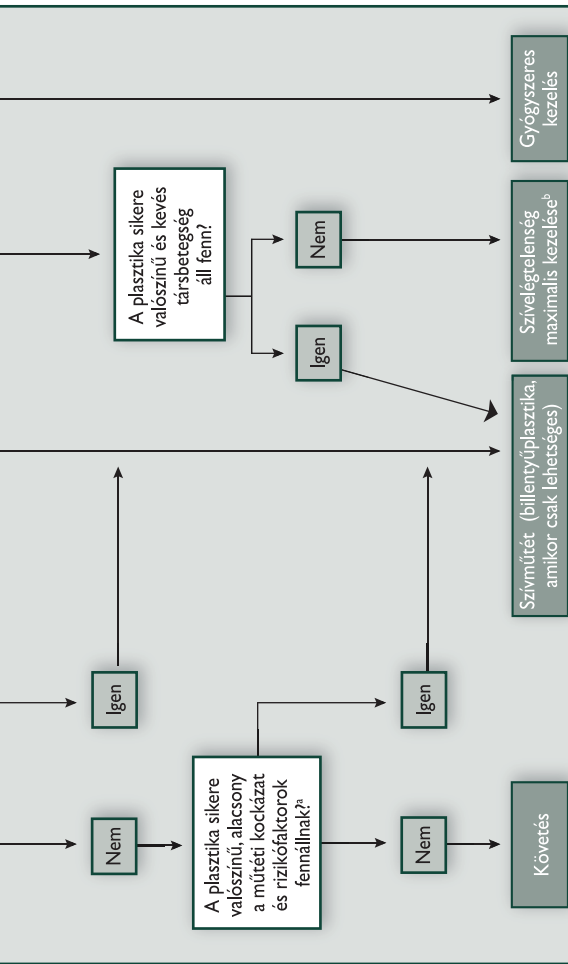 Nem
Igen
A plasztika sikere
valószínű, alacsony
a műtéti kockázat
és rizikófaktorok
fennállnak?ᵃ
A plasztika sikere
valószínű és kevés
társbetegség
áll fenn?
Igen
Nem
Nem
Igen
Követés
Szívműtét (billentyűplasztika,
amikor csak lehetséges)
Szívelégtelenség
maximalis kezeléseᵇ
Gyógyszeres
kezelés